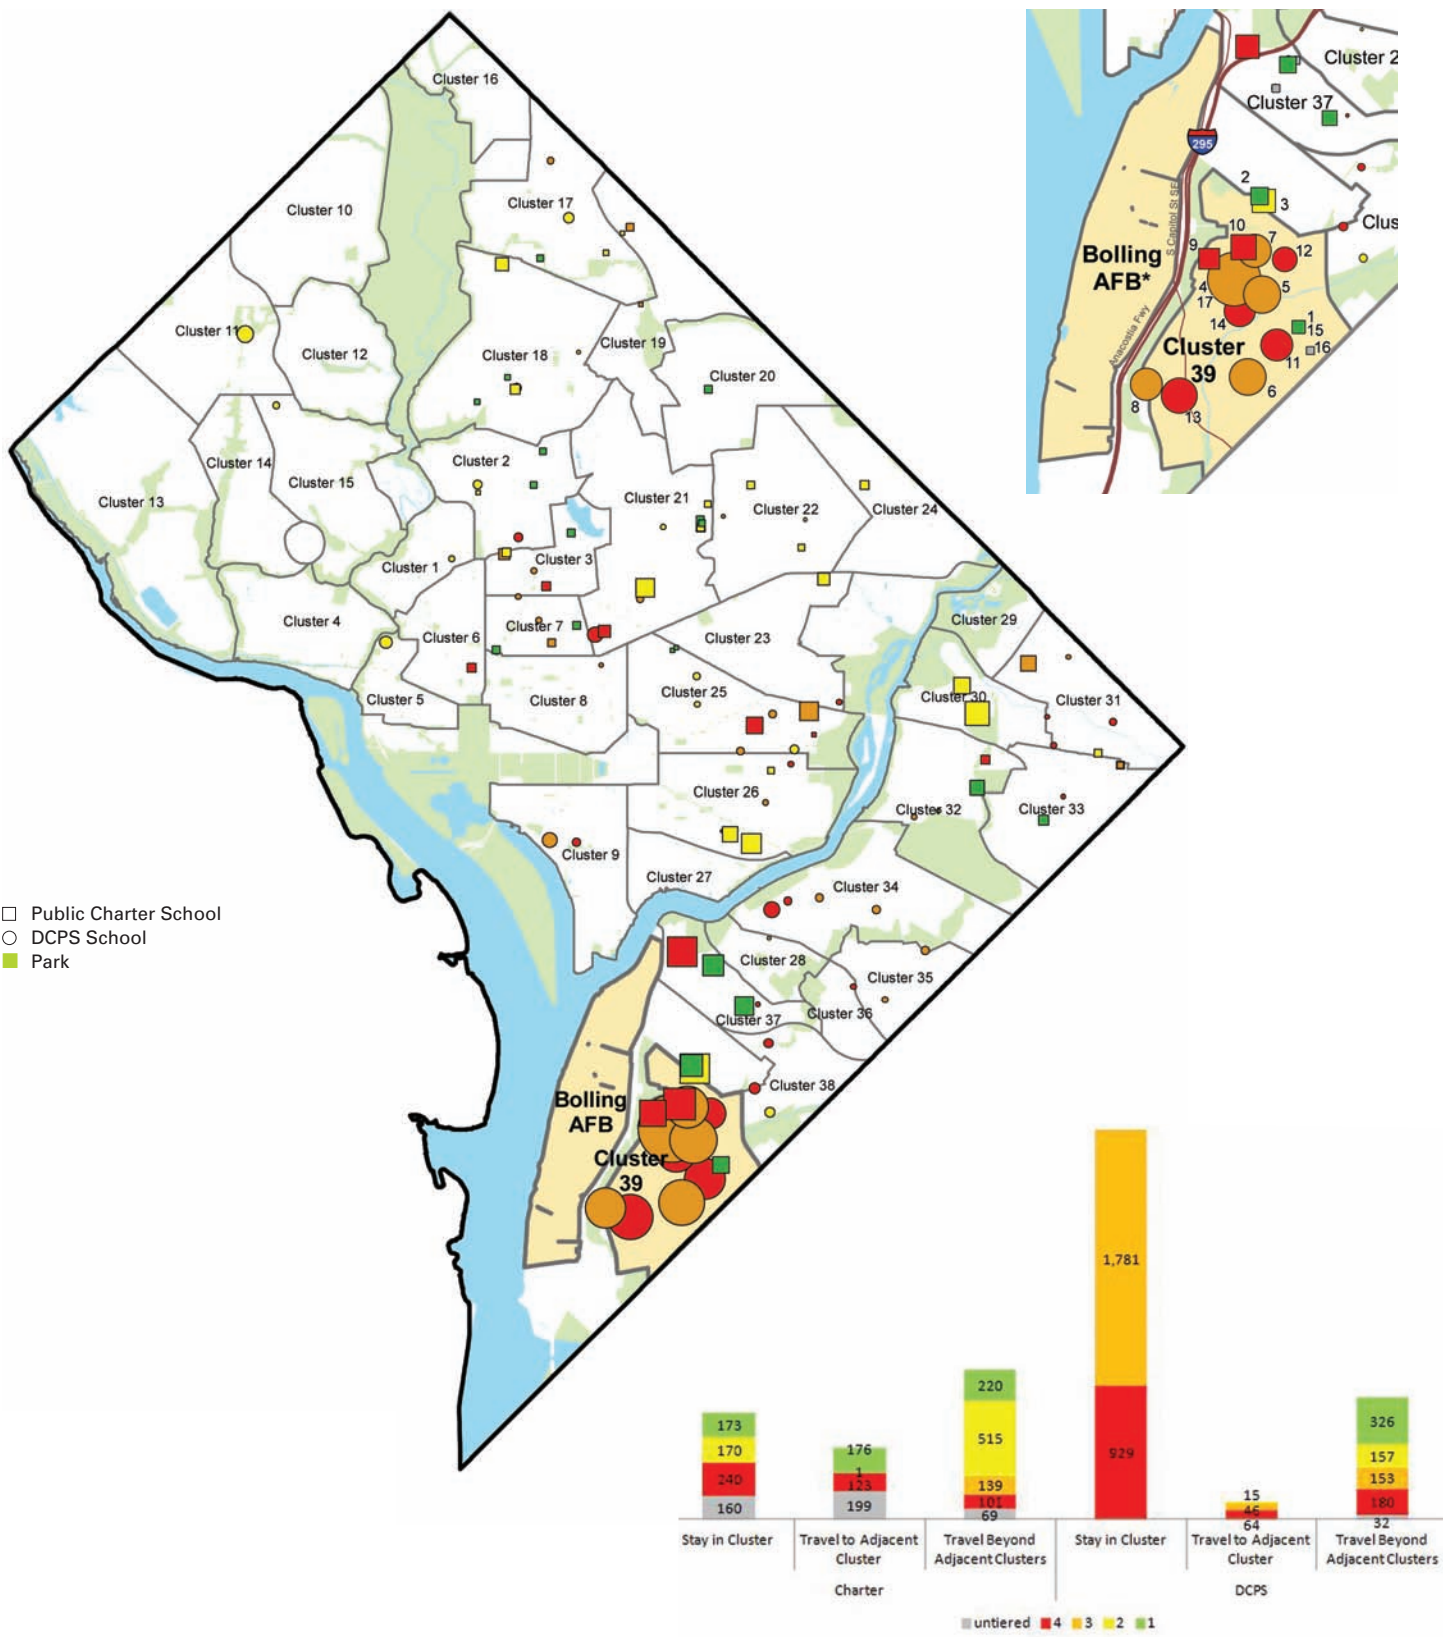 Cluster 16
Cluster 10
Cluster 17
Cluster 11
Cluster 12
Cluster 18
Cluster 19
Cluster 20
Cluster 13
Cluster 14
Cluster 15
Cluster 2
Cluster 21
Cluster 22
Cluster 24
Cluster 1
Cluster 3
Cluster 4
Cluster 6
Cluster 7
Cluster 23
Cluster 29
Cluster 5
Cluster 8
Cluster 25
Cluster 30
Cluster 31
Cluster 26
Cluster 32
Cluster 33
Cluster 9
Cluster 27
Cluster 34
Cluster 28
Cluster 35
Cluster 37
Cluster 36
Cluster 38
Bolling
AFB
Cluster
39
Public Charter School
DCPS School
Park
Cluster 2
Cluster 37
295
S Capitol St SE
2
3
Clus
10
9
7
12
Bolling
AFB*
4
5
17
14
1
15
16
Anacostia Fwy
Cluster
39
11
8
6
13
173
170
240
160
176
1
123
199
220
515
139
101
69
1,781
929
15
46
64
326
157
153
180
32
Stay in Cluster
Travel to Adjacent
Cluster
Travel Beyond
Adjacent Clusters
Stay in Cluster
Travel to Adjacent
Cluster
Travel Beyond
Adjacent Clusters
Charter
DCPS
untiered 4 3 2 1